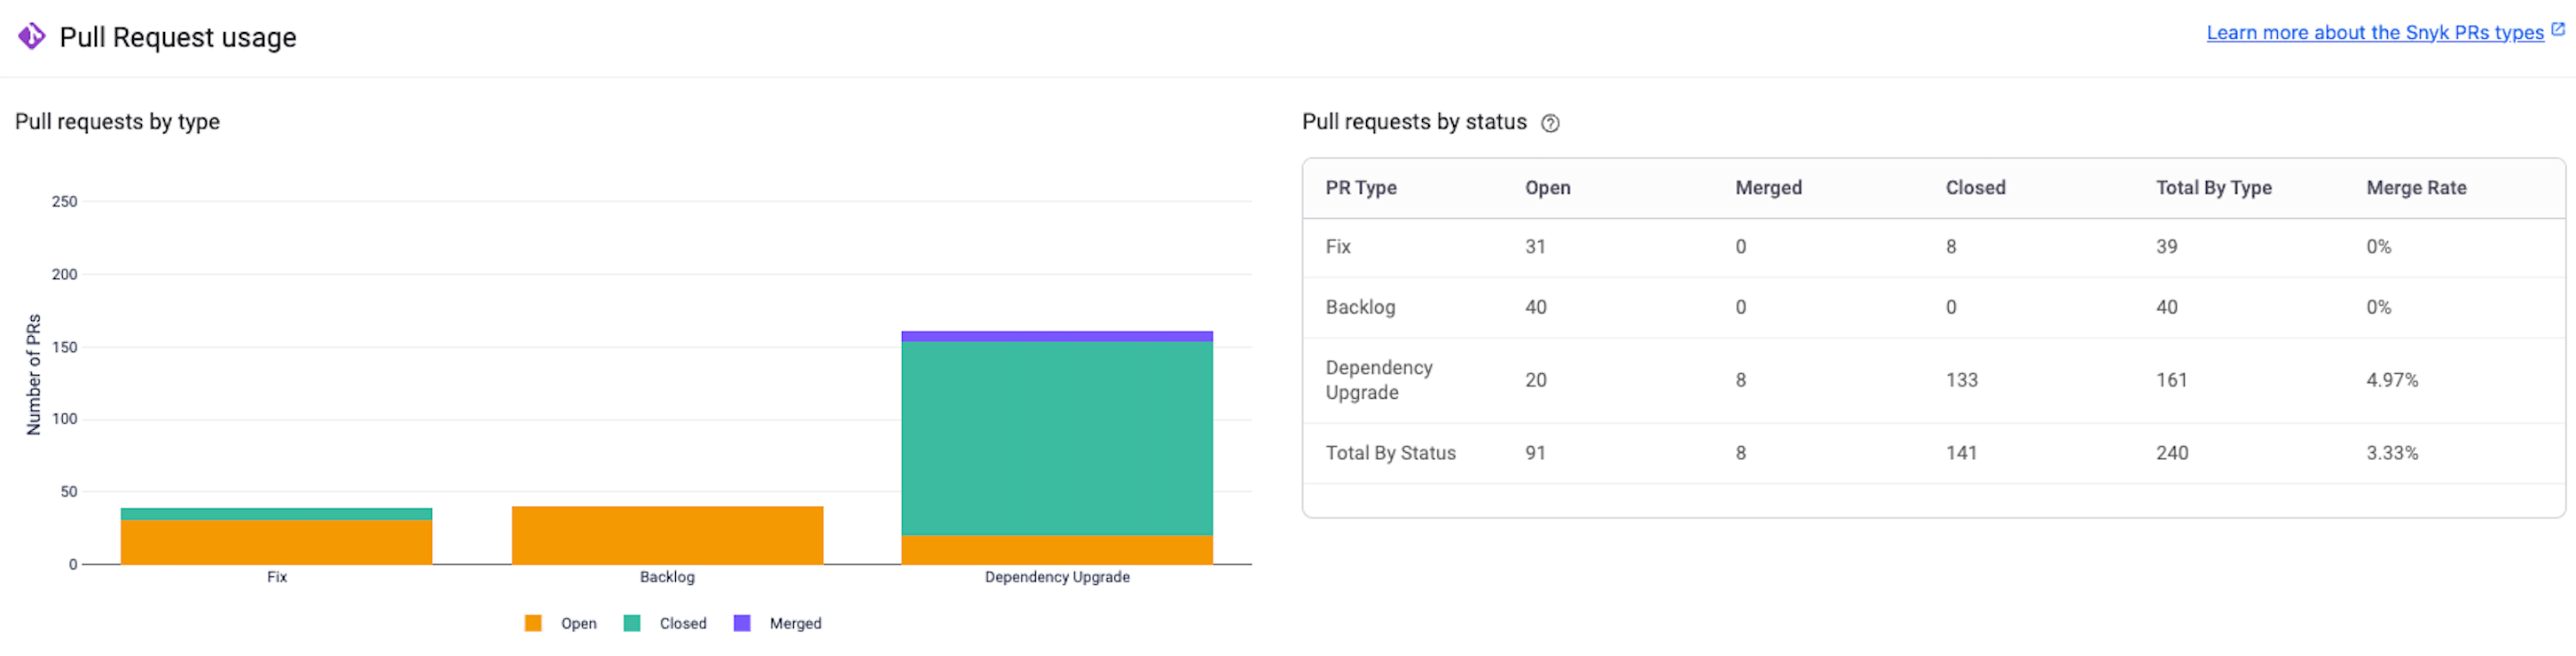 Pull Request usage
Learn more about the Snyk PRs types
Pull requests by type
Number of PRs
250
200
150
100
50
0
Fix
Backlog
Dependency Upgrade
Open
Closed
Merged
Pull requests by status
PR Type Open Merged Closed Total By Type Merge Rate
Fix 31 0 8 39 0%
Backlog 40 0 0 40 0%
Dependency
Upgrade 20 8 133 161 4.97%
Total By Status 91 8 141 240 3.33%